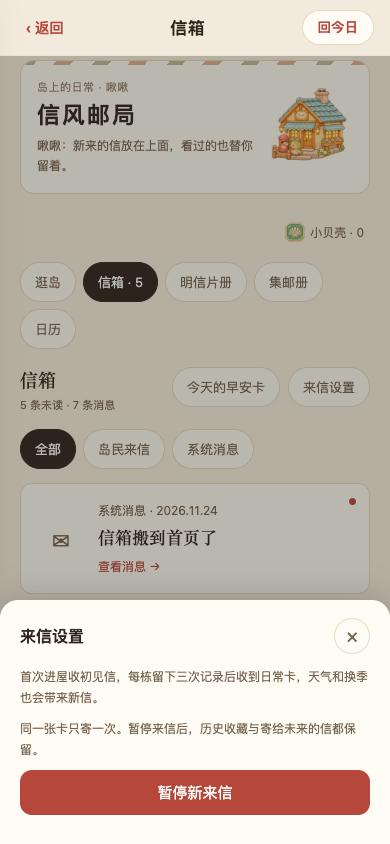 ‹ 返回
信箱
回今日
岛上的日常 · 啾啾
信风邮局
啾啾：新来的信放在上面，看过的也替你
留着。
小贝壳 · 0
逛岛
信箱 · 5
明信片册
集邮册
日历
信箱
5 条未读 · 7 条消息
今天的早安卡
来信设置
全部
岛民来信
系统消息
系统消息 · 2026.11.24
信箱搬到首页了
查看消息 →
来信设置
首次进屋收初见信，每栋留下三次记录后收到日常卡，天气和换季
也会带来新信。
同一张卡只寄一次。暂停来信后，历史收藏与寄给未来的信都保
留。
暂停新来信